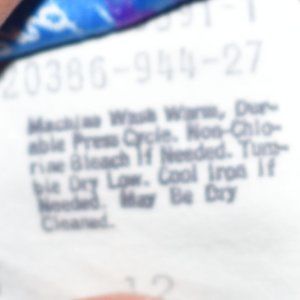 20386-944-27
Machine Wash Warm, Dur-
able Press Cycle. Non-Chlo-
rine Bleach If Needed. Tum-
ble Dry Low. Cool Iron If
Needed. May Be Dry
Cleaned.
12